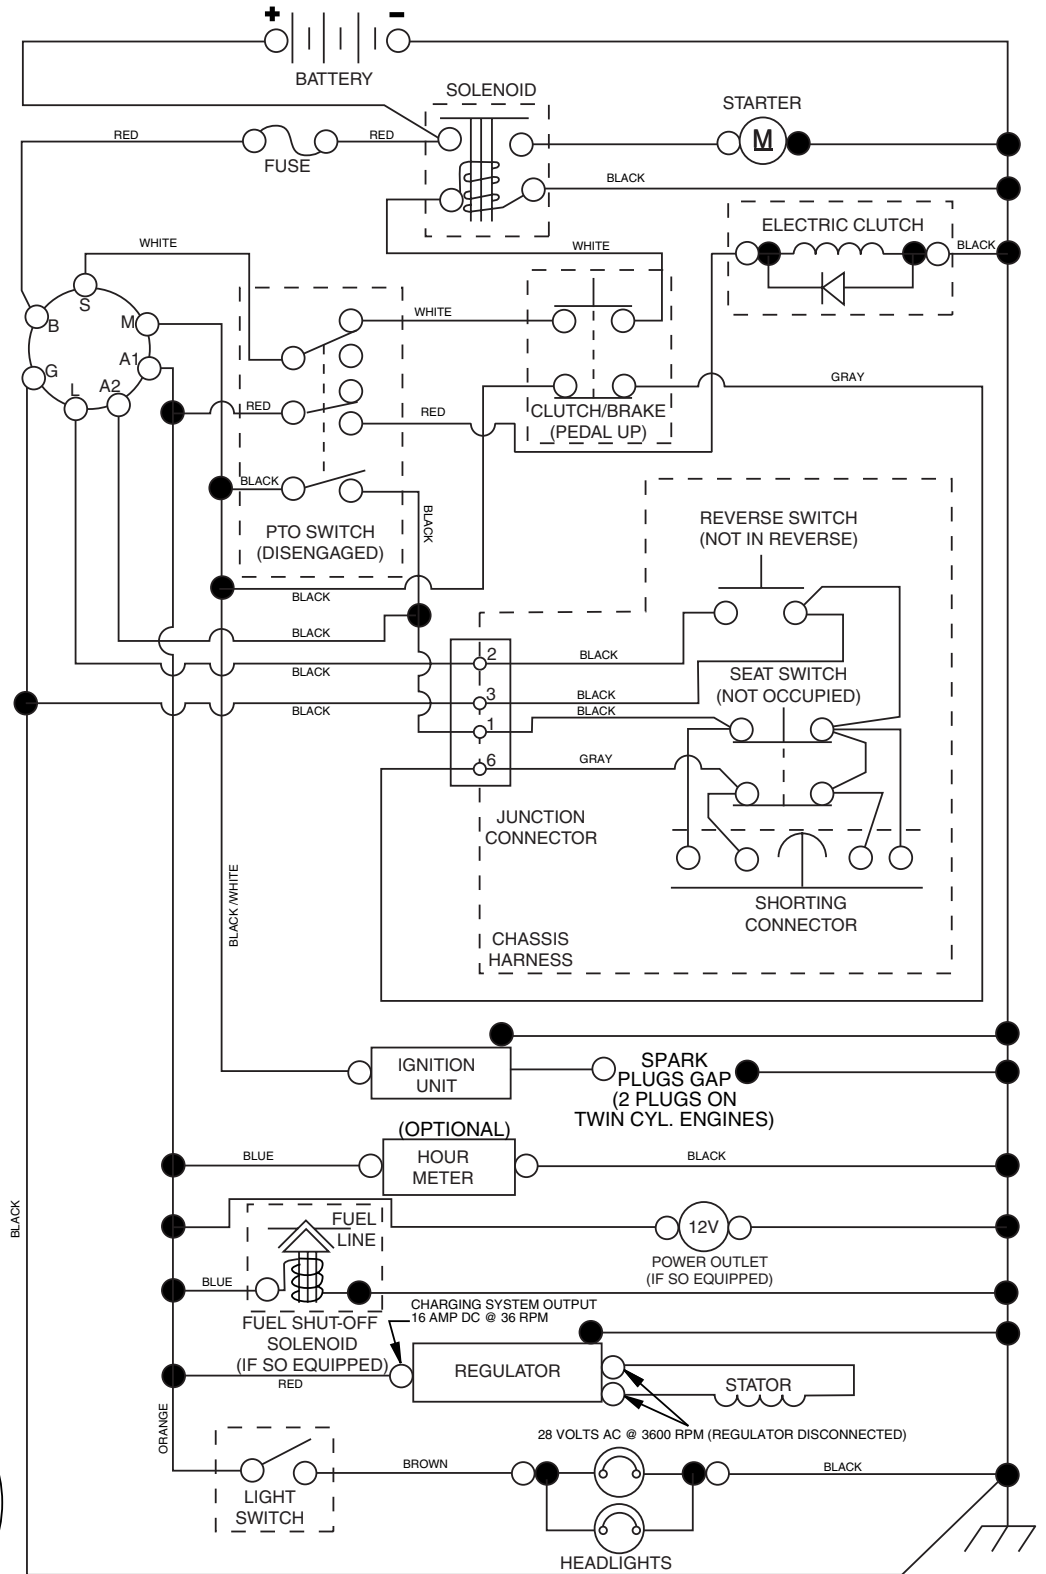 + -
BATTERY
SOLENOID
STARTER
M
RED
FUSE
RED
BLACK
ELECTRIC CLUTCH
BLACK
WHITE
WHITE
S
B
M
A1
G
A2
L
WHITE
RED
RED
GRAY
CLUTCH/BRAKE
(PEDAL UP)
BLACK
PTO SWITCH
(DISENGAGED)
BLACK
REVERSE SWITCH
(NOT IN REVERSE)
BLACK
BLACK
BLACK
2
BLACK
SEAT SWITCH
(NOT OCCUPIED)
BLACK
3
BLACK
1
BLACK
6
GRAY
JUNCTION
CONNECTOR
SHORTING
CONNECTOR
BLACK/WHITE
CHASSIS
HARNESS
IGNITION
UNIT
SPARK
PLUGS GAP
(2 PLUGS ON
TWIN CYL. ENGINES)
(OPTIONAL)
HOUR
METER
BLUE
BLACK
BLACK
FUEL
LINE
12V
POWER OUTLET
(IF SO EQUIPPED)
BLUE
FUEL SHUT-OFF
SOLENOID
(IF SO EQUIPPED)
CHARGING SYSTEM OUTPUT
16 AMP DC @ 36 RPM
RED
REGULATOR
STATOR
28 VOLTS AC @ 3600 RPM (REGULATOR DISCONNECTED)
ORANGE
LIGHT
SWITCH
BROWN
BLACK
HEADLIGHTS